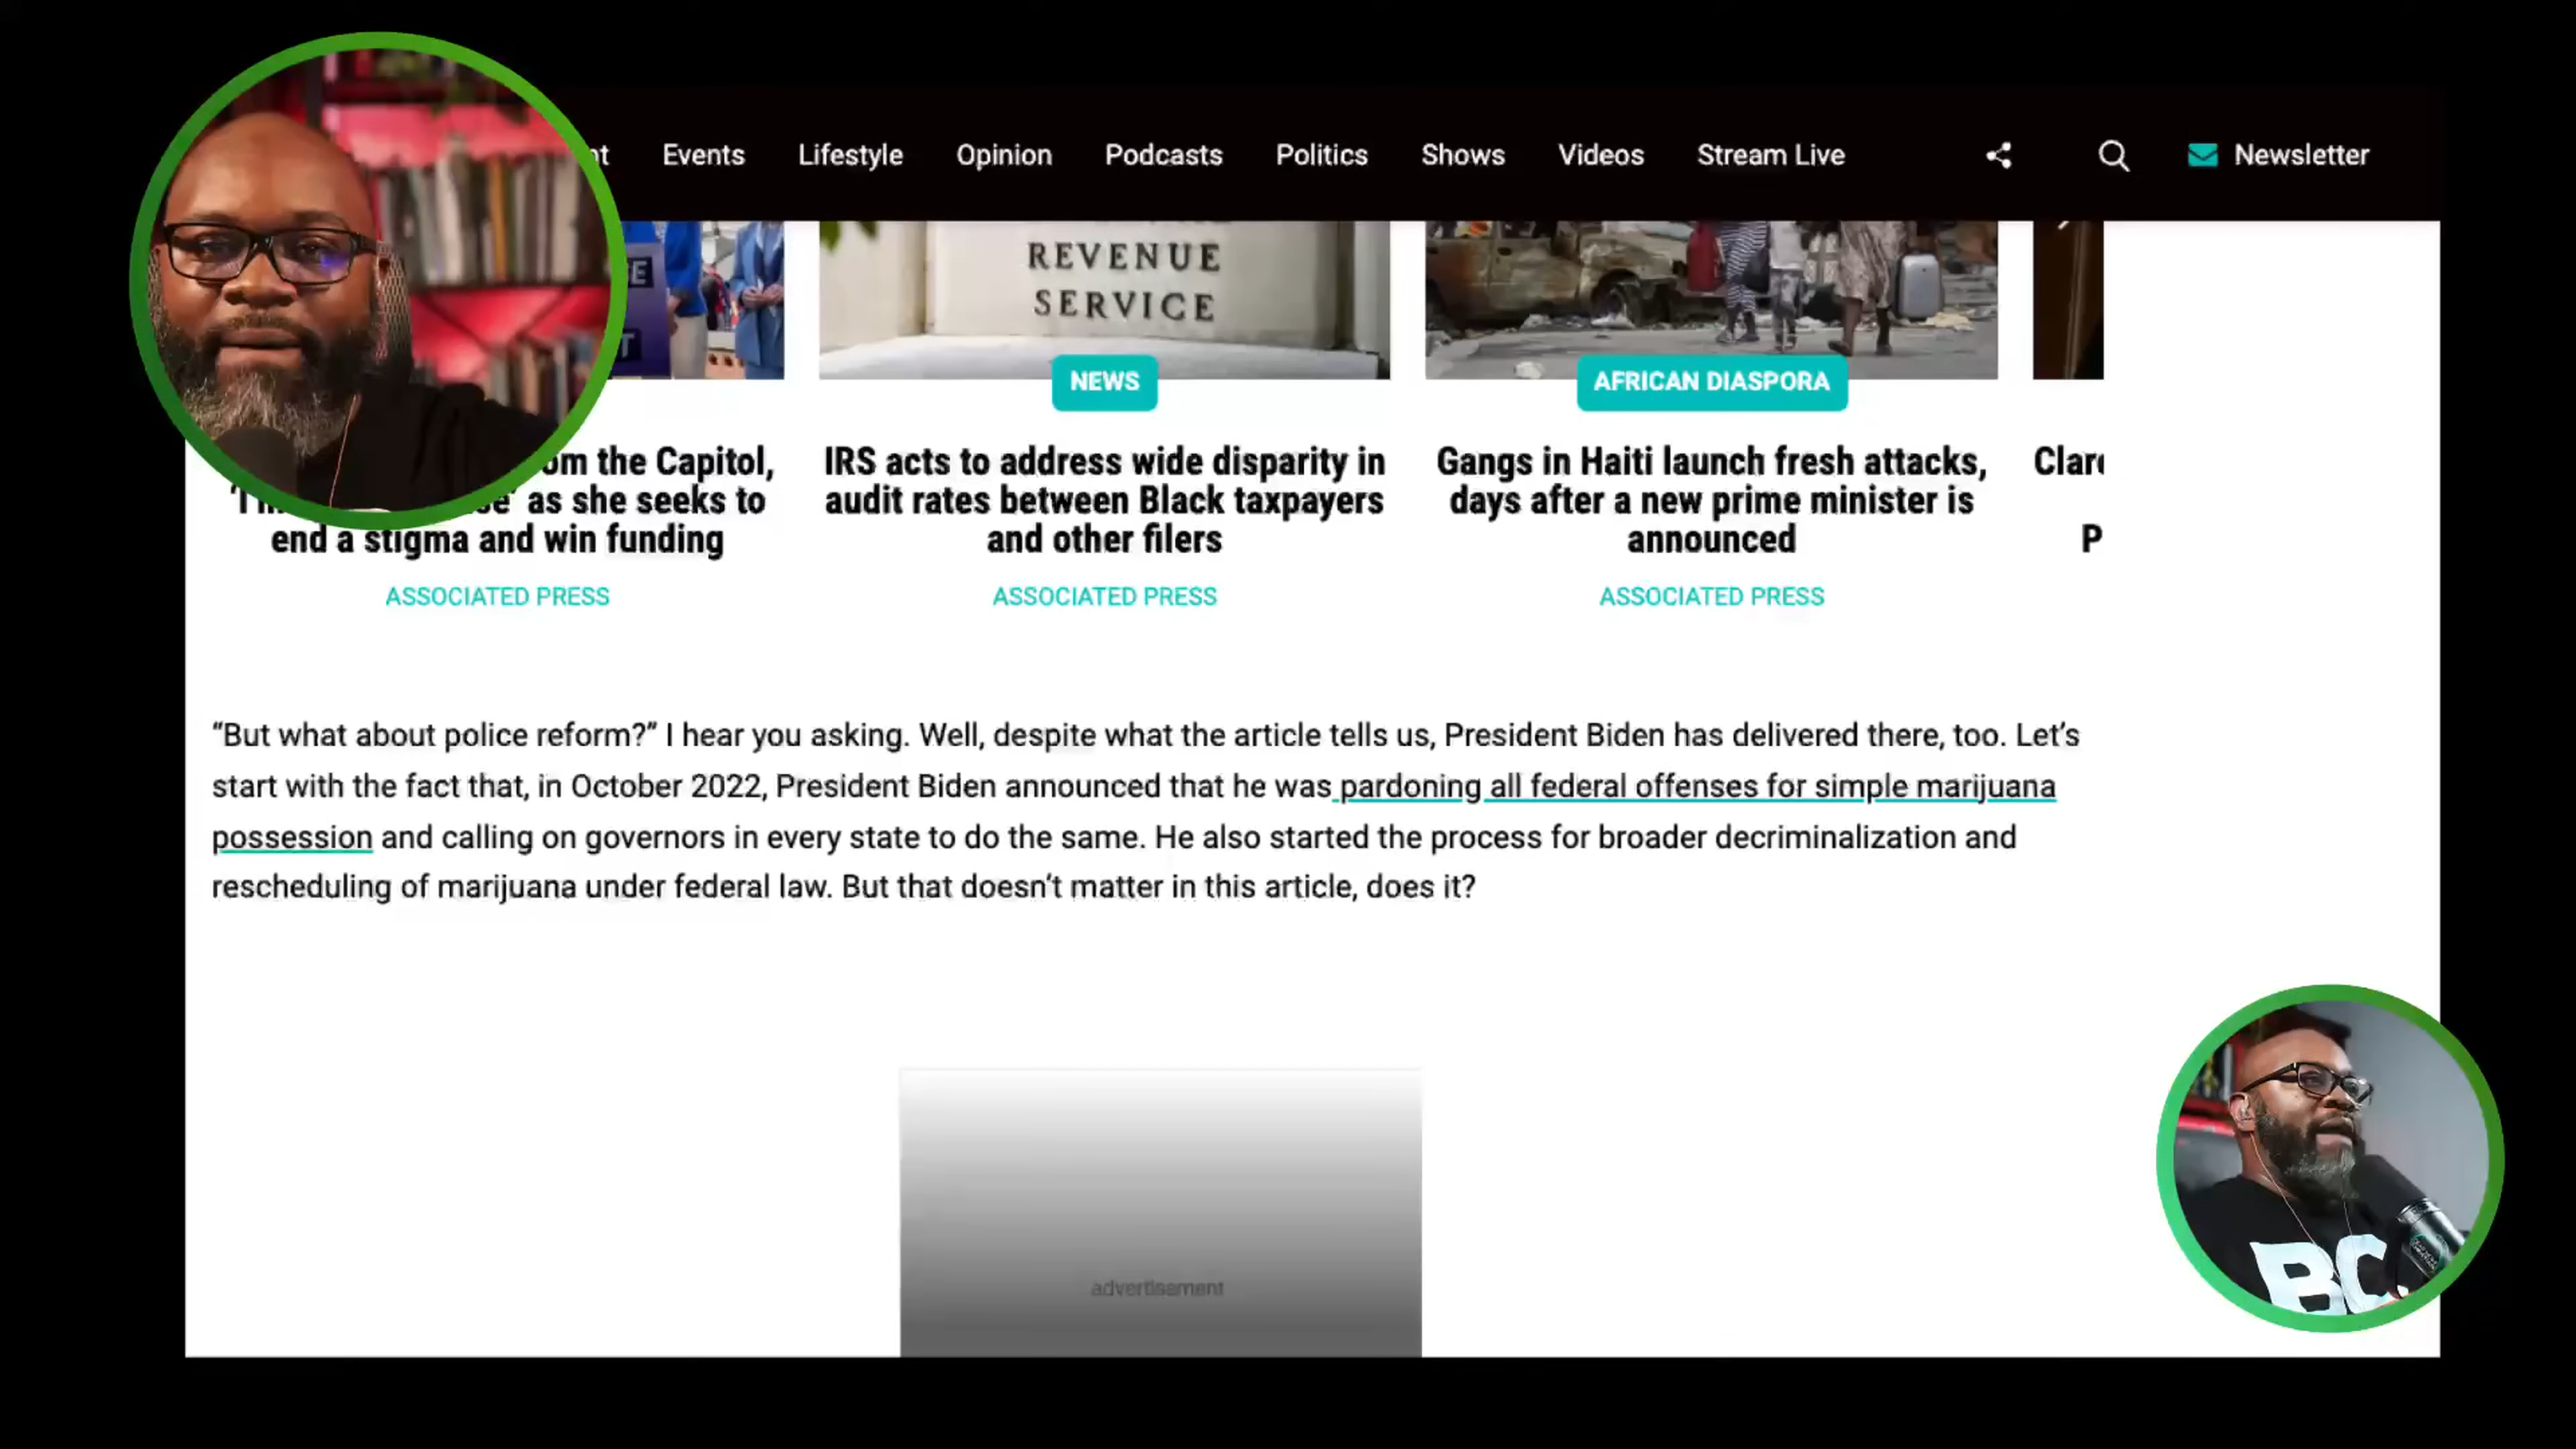 Events Lifestyle Opinion Podcasts Politics Shows Videos Stream Live Newsletter
REVENUE
SERVICE
NEWS
AFRICAN DIASPORA
the Capitol,
as she seeks to
end a stigma and win funding
ASSOCIATED PRESS
IRS acts to address wide disparity in
audit rates between Black taxpayers
and other filers
ASSOCIATED PRESS
Gangs in Haiti launch fresh attacks,
days after a new prime minister is
announced
ASSOCIATED PRESS
“But what about police reform?” I hear you asking. Well, despite what the article tells us, President Biden has delivered there, too. Let’s
start with the fact that, in October 2022, President Biden announced that he was pardoning all federal offenses for simple marijuana
possession and calling on governors in every state to do the same. He also started the process for broader decriminalization and
rescheduling of marijuana under federal law. But that doesn’t matter in this article, does it?
advertisement
BC